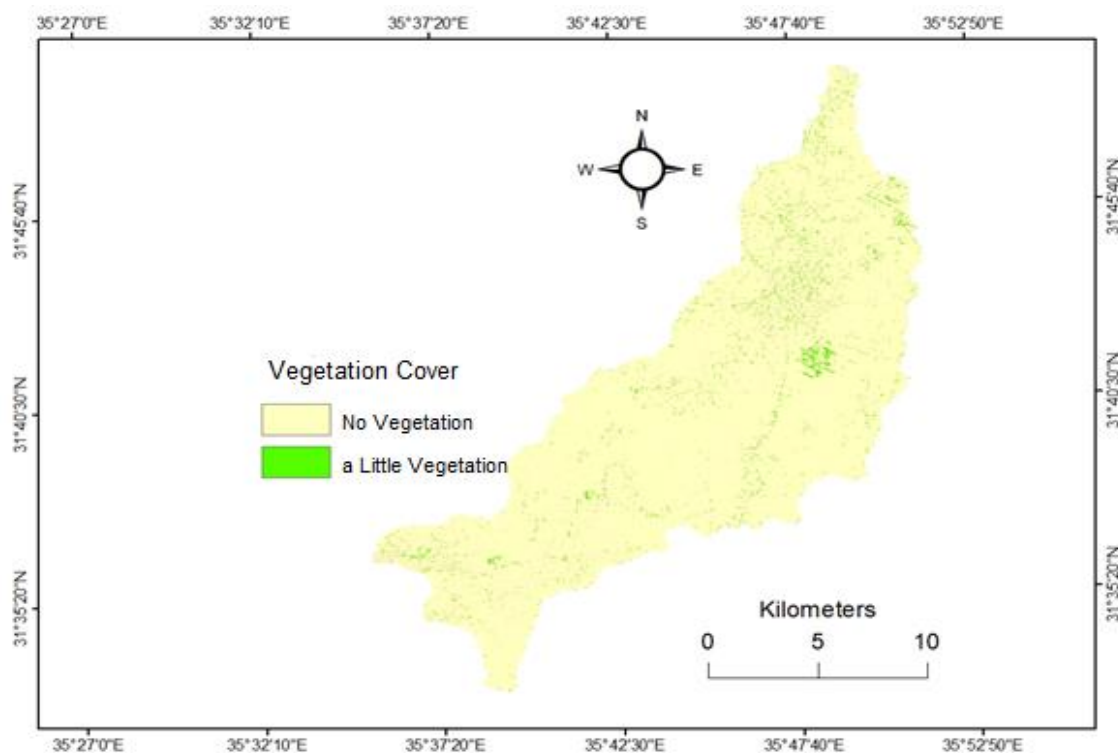 35°27'0"E 35°32'10"E 35°37'20"E 35°42'30"E 35°47'40"E 35°52'50"E
N
W E
S
31°45'40"N 31°45'40"N
Vegetation Cover
31°40'30"N 31°40'30"N
No Vegetation
a Little Vegetation
31°35'20"N 31°35'20"N
Kilometers
0 5 10
35°27'0"E 35°32'10"E 35°37'20"E 35°42'30"E 35°47'40"E 35°52'50"E